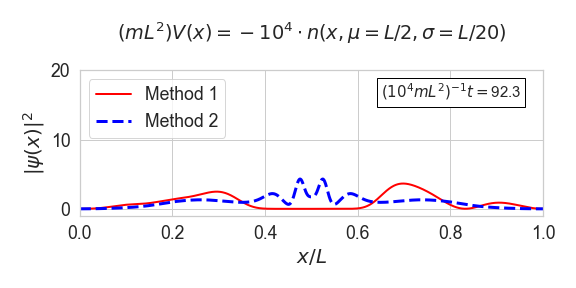 (mL²)V(x) = −10⁴ · n(x, μ = L/2, σ = L/20)
20
10
0
|ψ(x)|²
Method 1
Method 2
(10⁴mL²)⁻¹t = 92.3
0.0 0.2 0.4 0.6 0.8 1.0
x/L